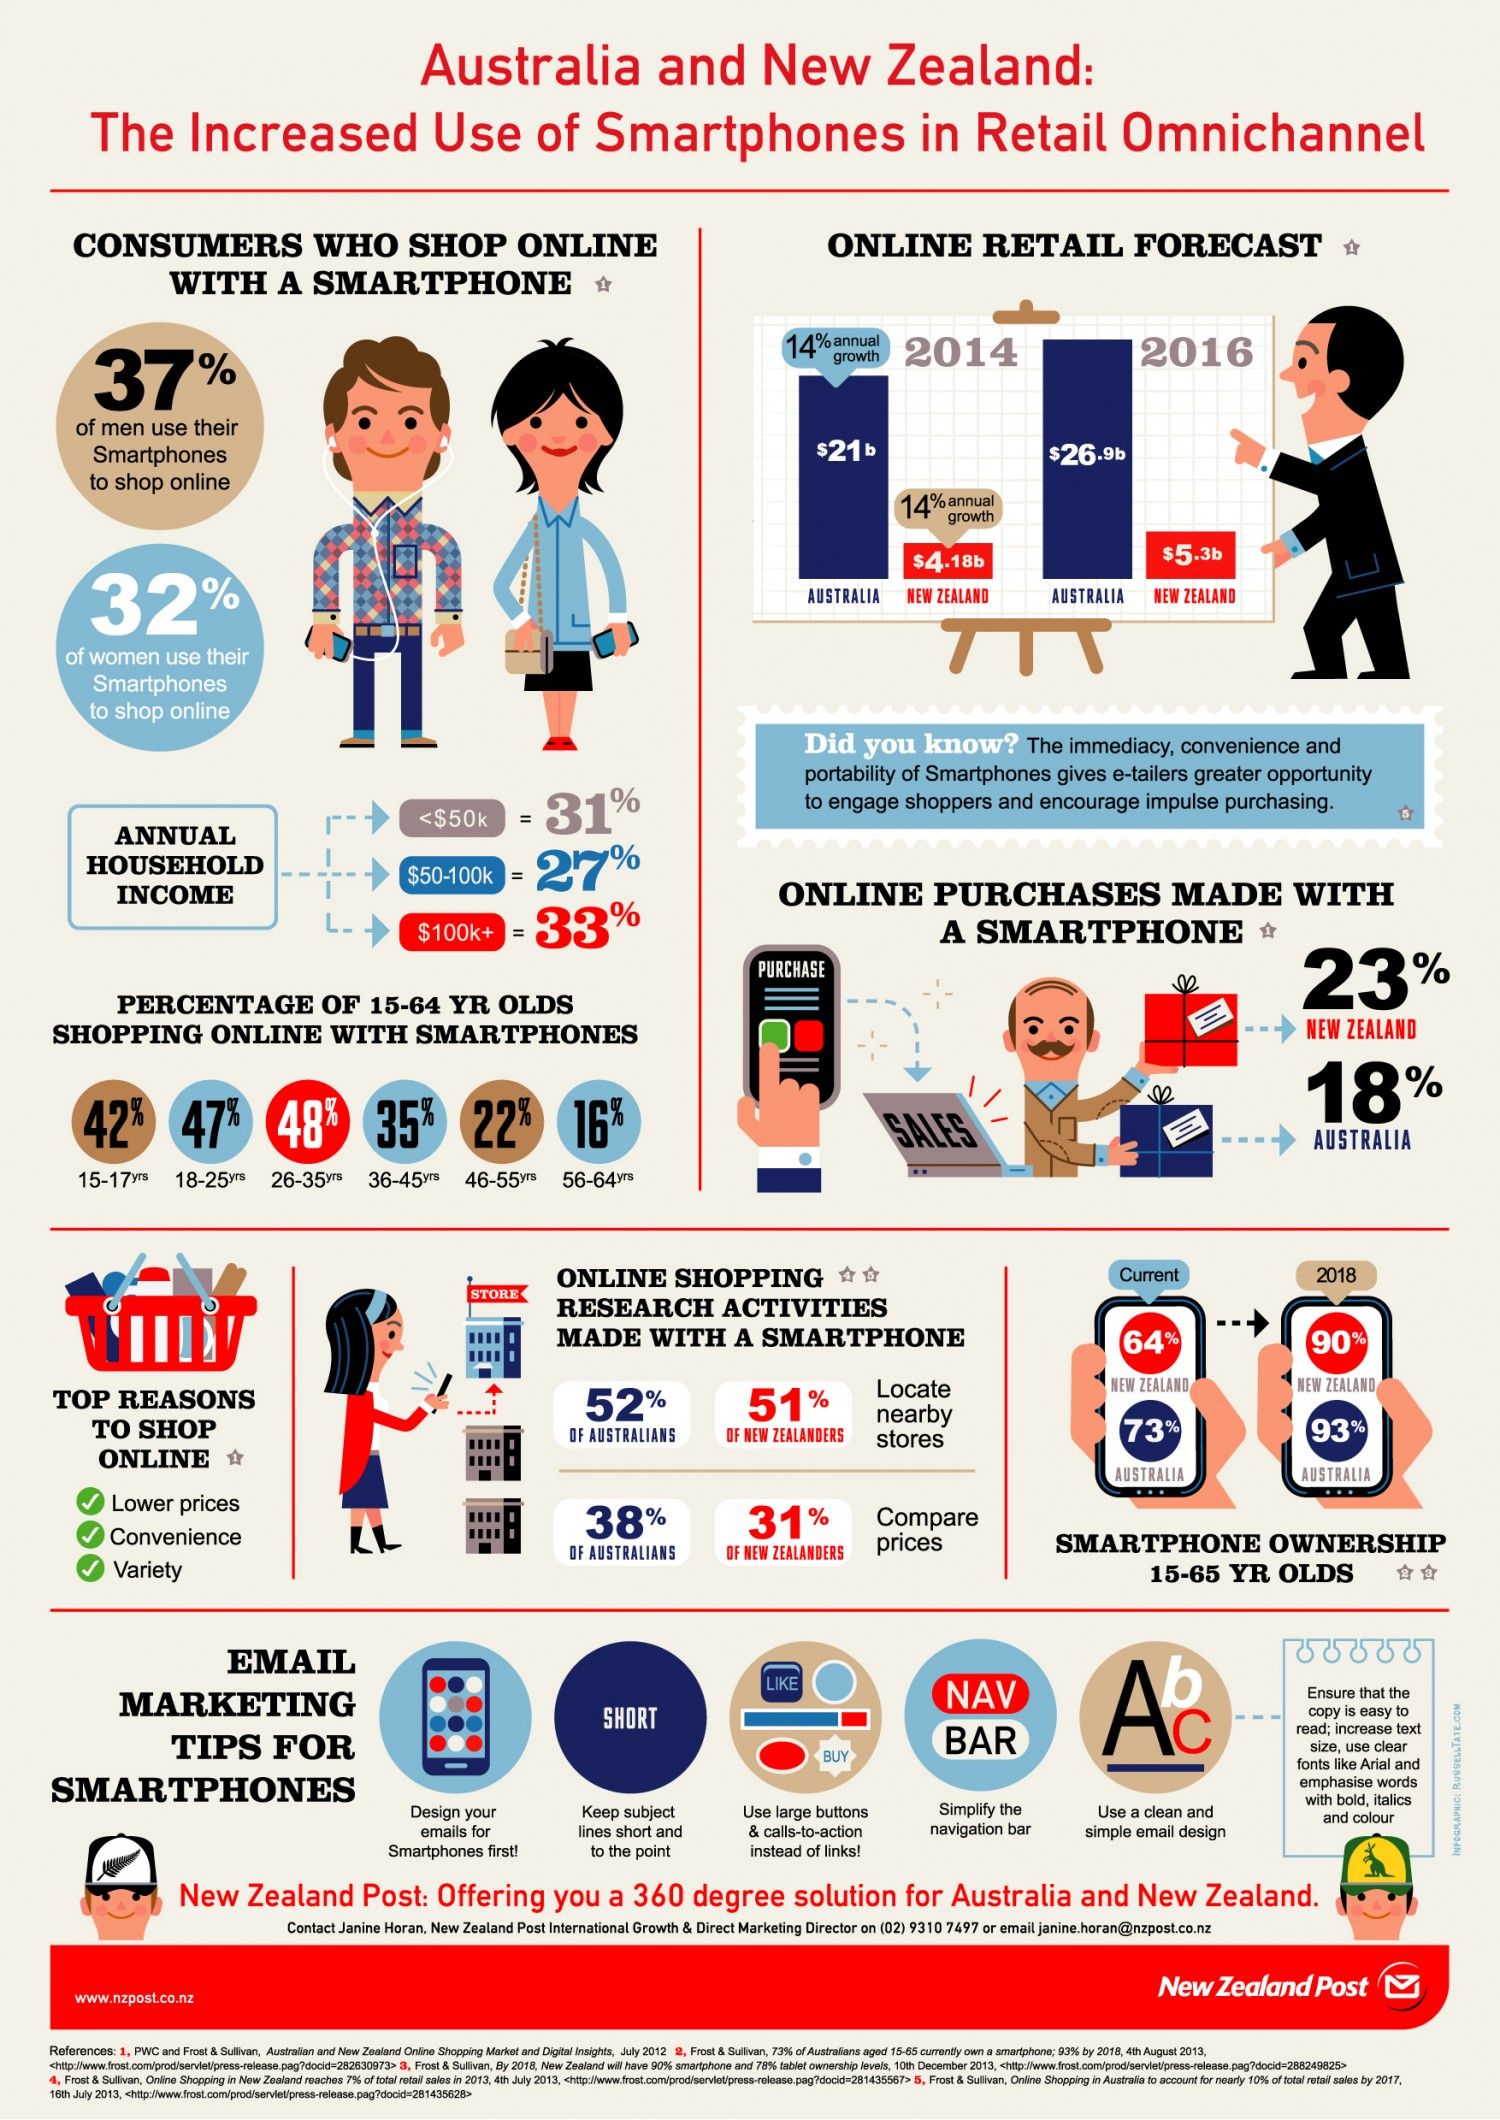 Australia and New Zealand:
The Increased Use of Smartphones in Retail Omnichannel
CONSUMERS WHO SHOP ONLINE
WITH A SMARTPHONE 1
37%
of men use their
Smartphones
to shop online
32%
of women use their
Smartphones
to shop online
ANNUAL
HOUSEHOLD
INCOME
<$50k = 31%
$50-100k = 27%
$100k+ = 33%
PERCENTAGE OF 15-64 YR OLDS
SHOPPING ONLINE WITH SMARTPHONES
42% 47% 48% 35% 22% 16%
15-17yrs 18-25yrs 26-35yrs 36-45yrs 46-55yrs 56-64yrs
ONLINE RETAIL FORECAST 1
14% annual
growth
2014
2016
$21b
$26.9b
14% annual
growth
$4.18b
$5.3b
AUSTRALIA NEW ZEALAND AUSTRALIA NEW ZEALAND
Did you know? The immediacy, convenience and
portability of Smartphones gives e-tailers greater opportunity
to engage shoppers and encourage impulse purchasing. 5
ONLINE PURCHASES MADE WITH
A SMARTPHONE 1
PURCHASE
SALES
23%
NEW ZEALAND
18%
AUSTRALIA
TOP REASONS
TO SHOP
ONLINE 1
Lower prices
Convenience
Variety
STORE
ONLINE SHOPPING 4 5
RESEARCH ACTIVITIES
MADE WITH A SMARTPHONE
52%
OF AUSTRALIANS
51%
OF NEW ZEALANDERS
Locate
nearby
stores
38%
OF AUSTRALIANS
31%
OF NEW ZEALANDERS
Compare
prices
Current
64%
NEW ZEALAND
73%
AUSTRALIA
2018
90%
NEW ZEALAND
93%
AUSTRALIA
SMARTPHONE OWNERSHIP
15-65 YR OLDS 2 3
EMAIL
MARKETING
TIPS FOR
SMARTPHONES
Design your
emails for
Smartphones first!
SHORT
Keep subject
lines short and
to the point
LIKE
BUY
Use large buttons
& calls-to-action
instead of links!
NAV
BAR
Simplify the
navigation bar
AbC
Use a clean and
simple email design
Ensure that the
copy is easy to
read; increase text
size, use clear
fonts like Arial and
emphasise words
with bold, italics
and colour
INFOGRAPHIC: RUSSELLTATE.COM
New Zealand Post: Offering you a 360 degree solution for Australia and New Zealand.
Contact Janine Horan, New Zealand Post International Growth & Direct Marketing Director on (02) 9310 7497 or email janine.horan@nzpost.co.nz
www.nzpost.co.nz
New Zealand Post
References: 1, PWC and Frost & Sullivan, Australian and New Zealand Online Shopping Market and Digital Insights, July 2012 2, Frost & Sullivan, 73% of Australians aged 15-65 currently own a smartphone; 93% by 2018, 4th August 2013,
<http://www.frost.com/prod/servlet/press-release.pag?docid=282630973> 3, Frost & Sullivan, By 2018, New Zealand will have 90% smartphone and 78% tablet ownership levels, 10th December 2013, <http://www.frost.com/prod/servlet/press-release.pag?docid=288249825>
4, Frost & Sullivan, Online Shopping in New Zealand reaches 7% of total retail sales in 2013, 4th July 2013, <http://www.frost.com/prod/servlet/press-release.pag?docid=281435567> 5, Frost & Sullivan, Online Shopping in Australia to account for nearly 10% of total retail sales by 2017,
16th July 2013, <http://www.frost.com/prod/servlet/press-release.pag?docid=281435628>